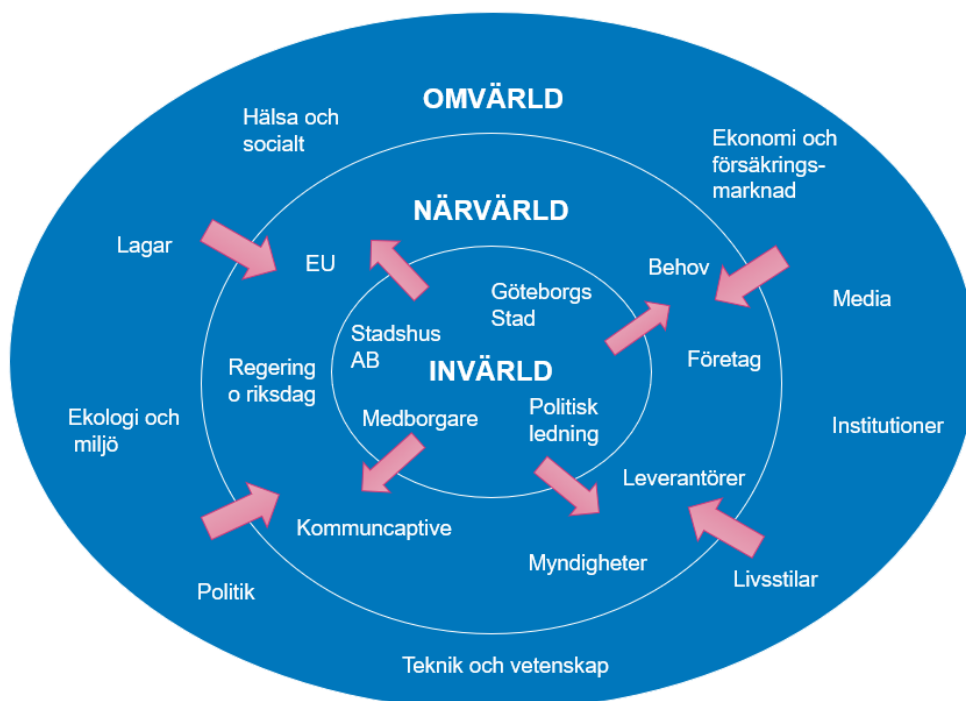 OMVÄRLD
Hälsa och
socialt
Ekonomi och
försäkrings-
marknad
NÄRVÄRLD
Lagar
EU
Behov
Göteborgs
Stad
Media
Stadshus
AB
Företag
Regering
o riksdag
INVÄRLD
Medborgare
Politisk
ledning
Ekologi och
miljö
Institutioner
Leverantörer
Kommuncaptive
Myndigheter
Politik
Livsstilar
Teknik och vetenskap